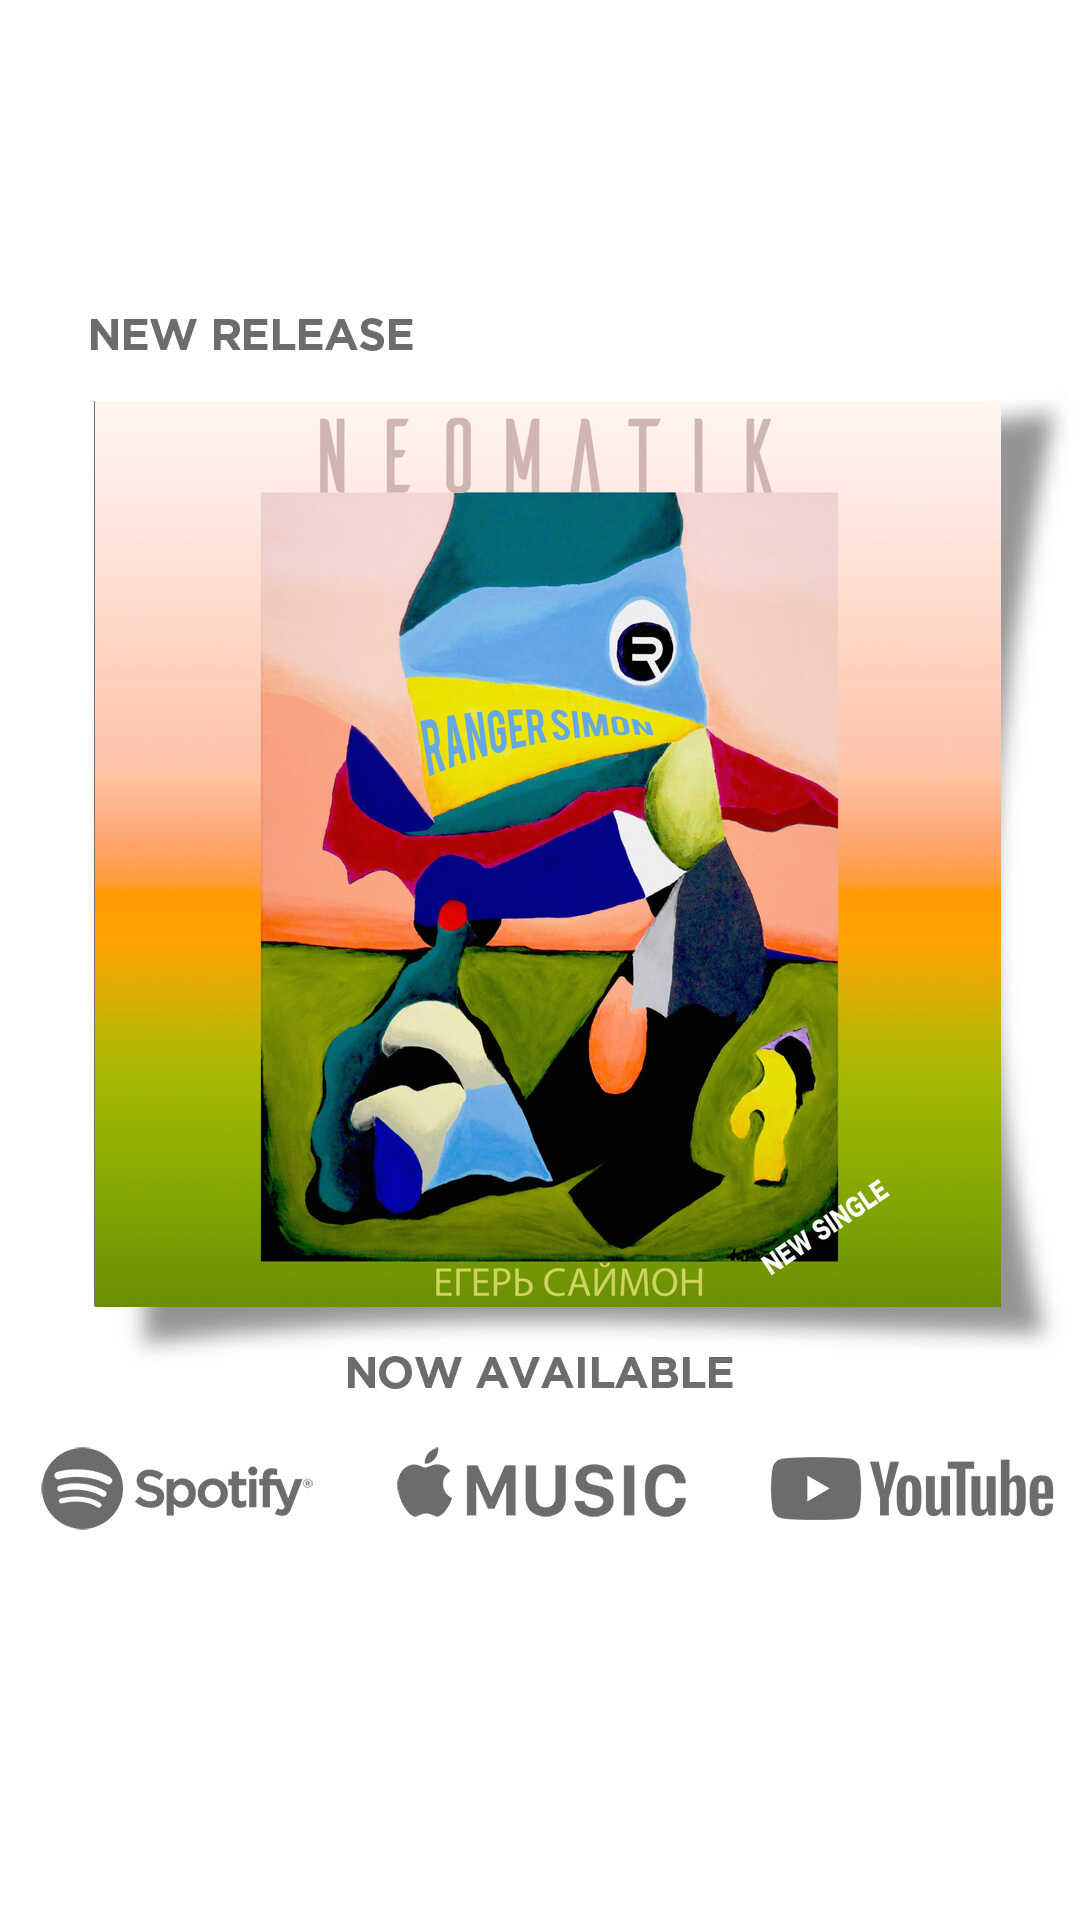 NEW RELEASE
NEOMATIK
RANGER SIMON
NEW SINGLE
ЕГЕРЬ САЙМОН
NOW AVAILABLE
Spotify®
MUSIC
YouTube